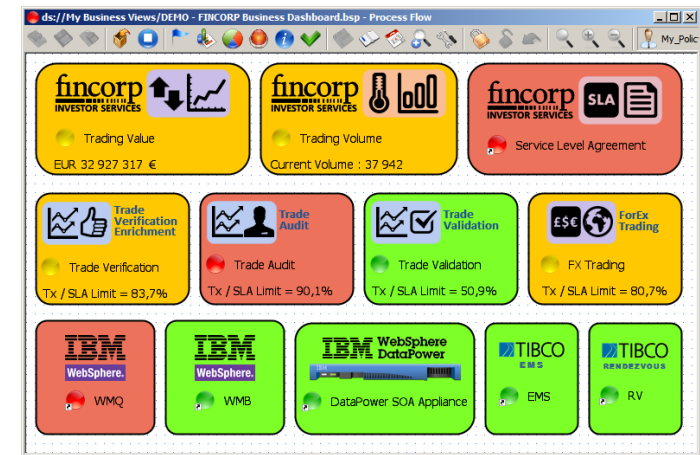 ds://My Business Views/DEMO - FINCORP Business Dashboard.bsp - Process Flow
My_Polic
fincorp
INVESTOR SERVICES
Trading Value
EUR 32 927 317 €
fincorp
INVESTOR SERVICES
Trading Volume
Current Volume : 37 942
fincorp
INVESTOR SERVICES
SLA
Service Level Agreement
Trade
Verification
Enrichment
Trade Verification
Tx / SLA Limit = 83,7%
Trade
Audit
Trade Audit
Tx / SLA Limit = 90,1%
Trade
Validation
Trade Validation
Tx / SLA Limit = 50,9%
£$€
ForEx
Trading
FX Trading
Tx / SLA Limit = 80,7%
IBM
WebSphere.
WMQ
IBM
WebSphere.
WMB
IBM WebSphere
DataPower
DataPower SOA Appliance
TIBCO
EMS
EMS
TIBCO
RENDEZVOUS
RV